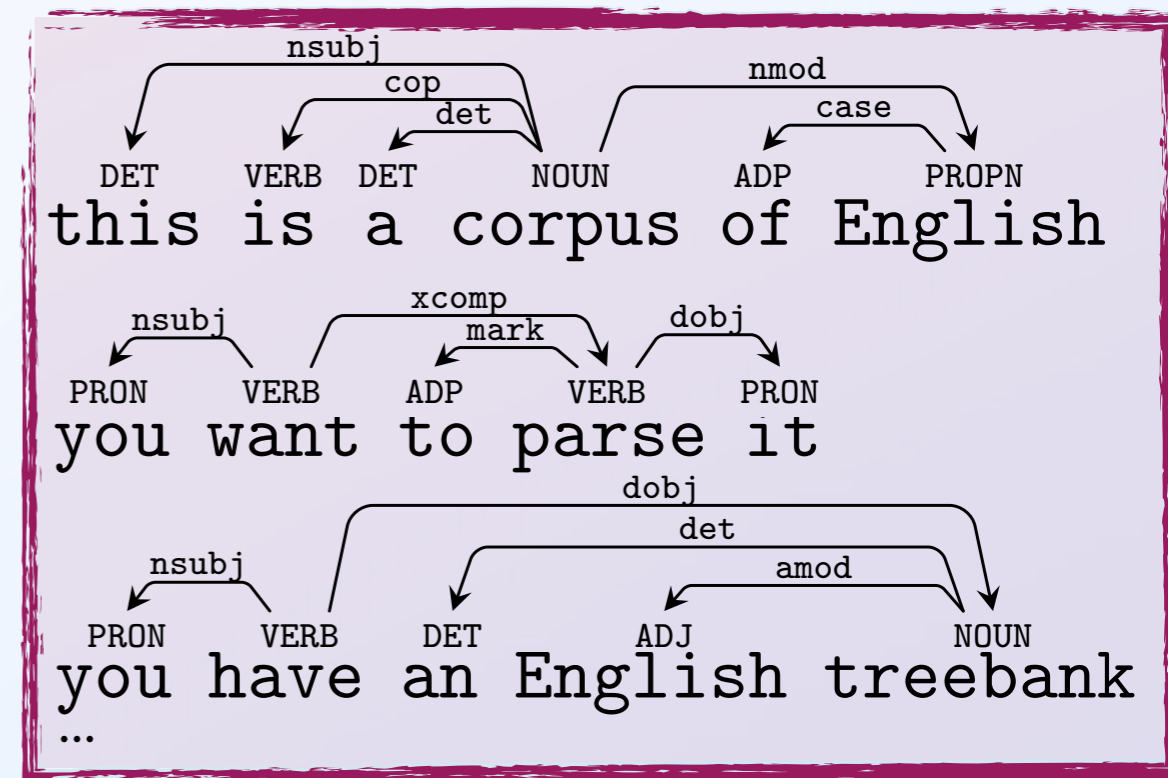 nsubj
nmod
cop
case
det
DET VERB DET NOUN ADP PROPN
this is a corpus of English
xcomp
nsubj dobj
mark
PRON VERB ADP VERB PRON
you want to parse it
dobj
det
nsubj amod
PRON VERB DET ADJ NOUN
you have an English treebank
...